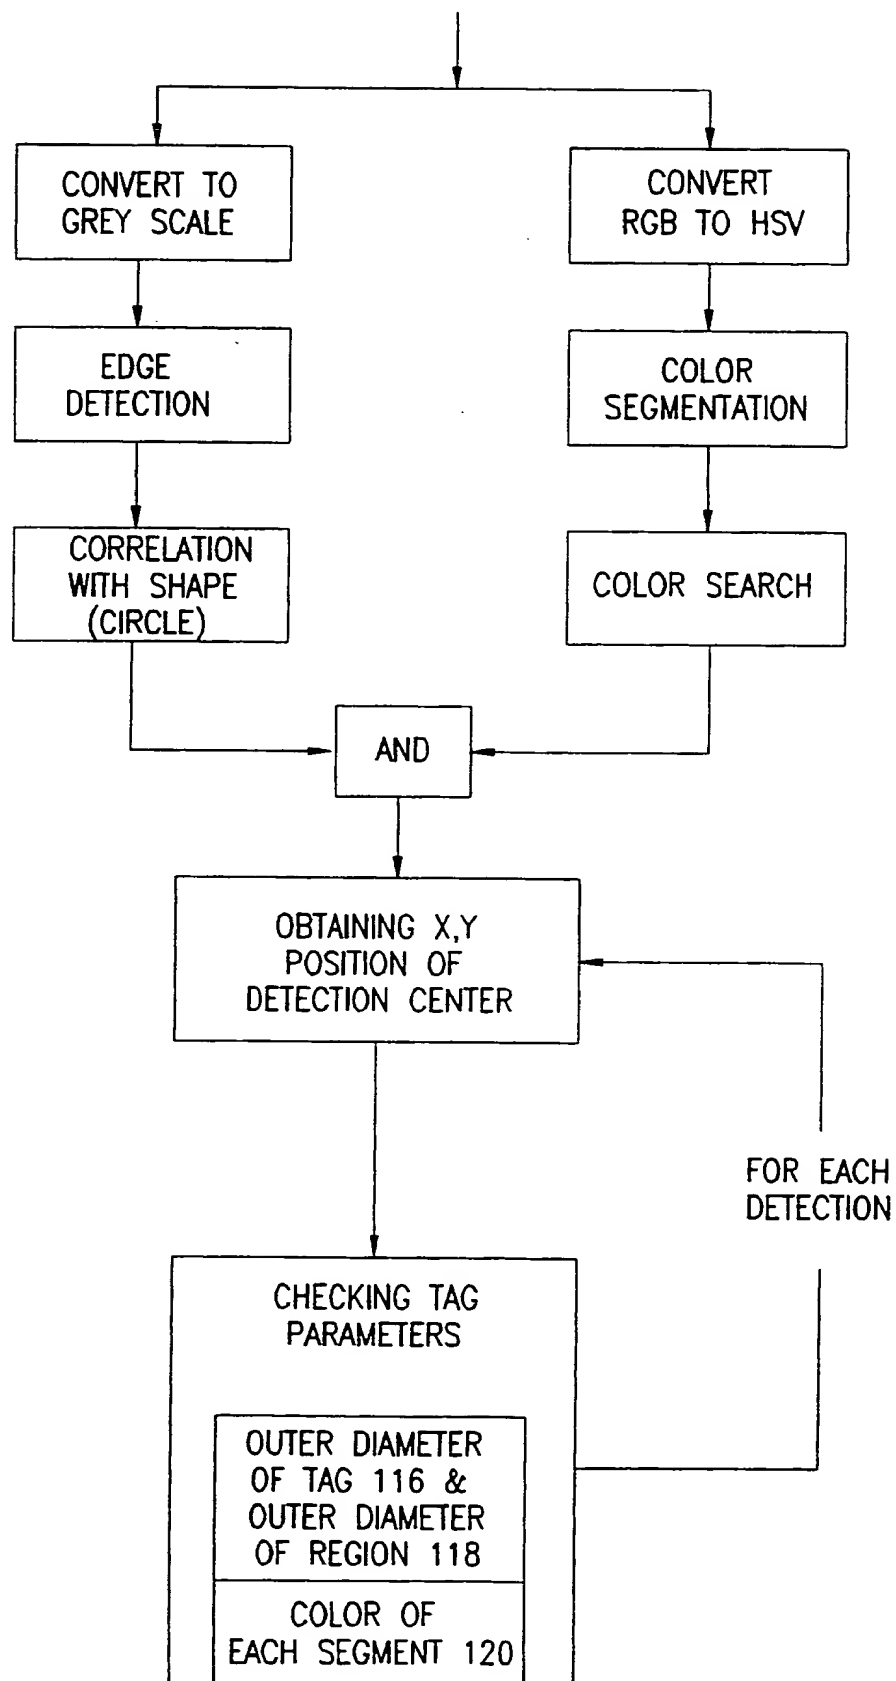 CONVERT TO
GREY SCALE
CONVERT
RGB TO HSV
EDGE
DETECTION
COLOR
SEGMENTATION
CORRELATION
WITH SHAPE
(CIRCLE)
COLOR SEARCH
AND
OBTAINING X,Y
POSITION OF
DETECTION CENTER
FOR EACH
DETECTION
CHECKING TAG
PARAMETERS
OUTER DIAMETER
OF TAG 116 &
OUTER DIAMETER
OF REGION 118
COLOR OF
EACH SEGMENT 120